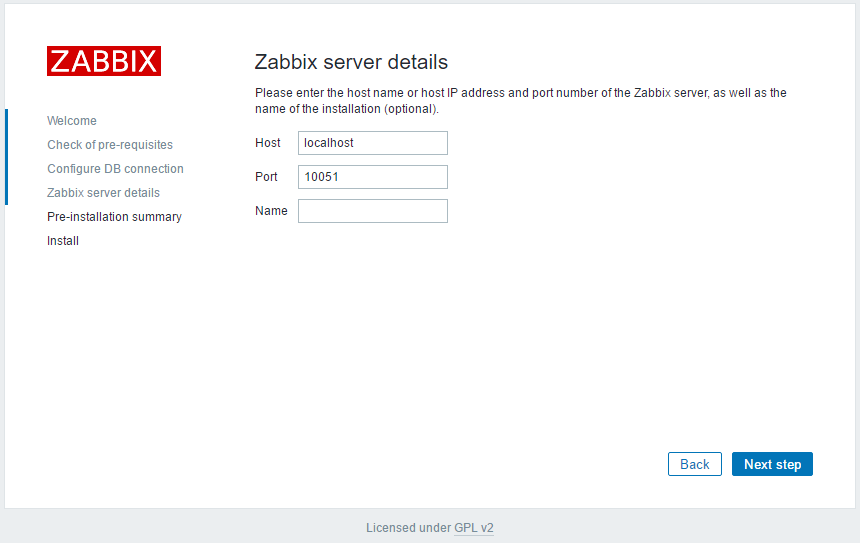 ZABBIX
Welcome
Check of pre-requisites
Configure DB connection
Zabbix server details
Pre-installation summary
Install
Zabbix server details
Please enter the host name or host IP address and port number of the Zabbix server, as well as the
name of the installation (optional).
Host localhost
Port 10051
Name
Back Next step
Licensed under GPL v2